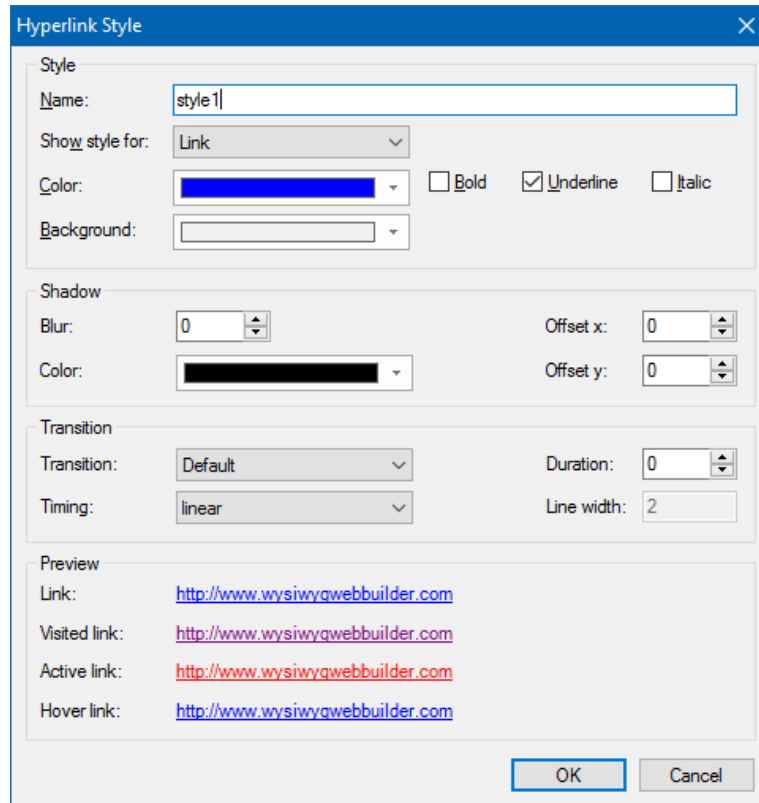 Hyperlink Style
Style
Name: style1
Show style for: Link
Color: Bold Underline Italic
Background:
Shadow
Blur: 0 Offset x: 0
Color: Offset y: 0
Transition
Transition: Default Duration: 0
Timing: linear Line width: 2
Preview
Link: http://www.wysiwygwebbuilder.com
Visited link: http://www.wysiwygwebbuilder.com
Active link: http://www.wysiwygwebbuilder.com
Hover link: http://www.wysiwygwebbuilder.com
OK Cancel